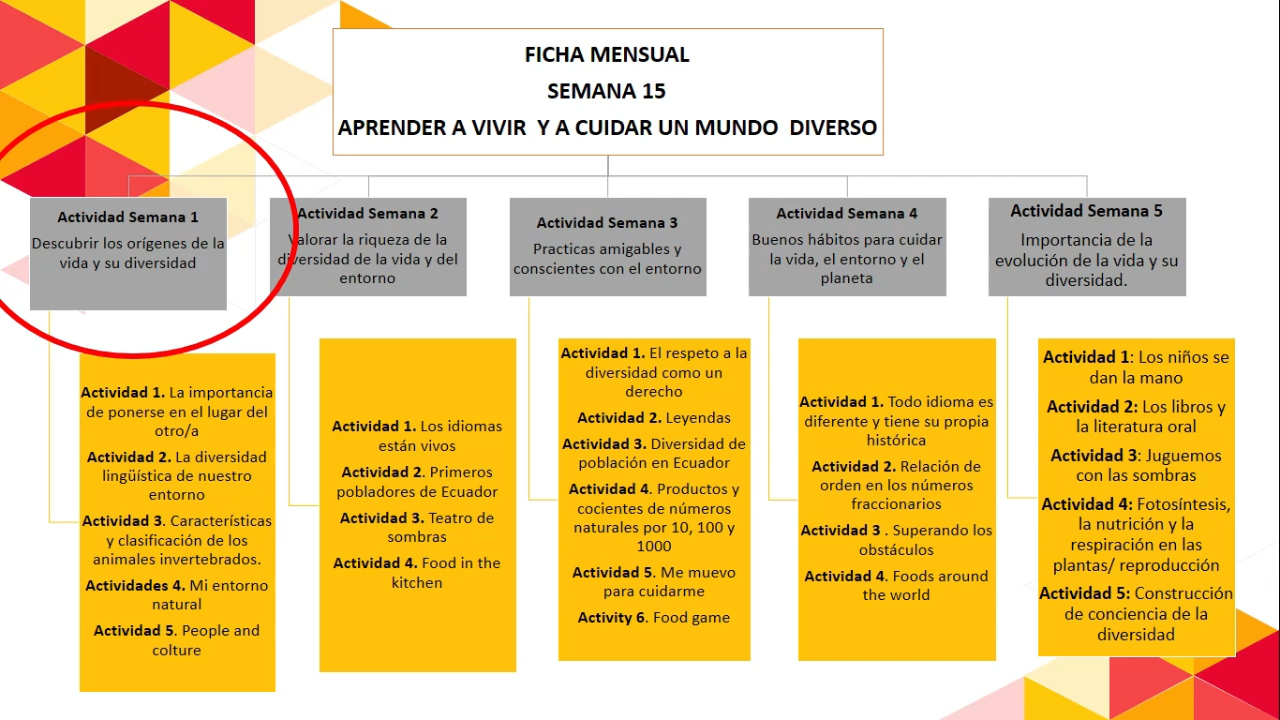 FICHA MENSUAL
SEMANA 15
APRENDER A VIVIR Y A CUIDAR UN MUNDO DIVERSO
Actividad Semana 1
Descubrir los orígenes de la
vida y su diversidad
Actividad 1. La importancia
de ponerse en el lugar del
otro/a
Actividad 2. La diversidad
lingüística de nuestro
entorno
Actividad 3. Características
y clasificación de los
animales invertebrados.
Actividades 4. Mi entorno
natural
Actividad 5. People and
colture
Actividad Semana 2
Valorar la riqueza de la
diversidad de la vida y del
entorno
Actividad 1. Los idiomas
están vivos
Actividad 2. Primeros
pobladores de Ecuador
Actividad 3. Teatro de
sombras
Actividad 4. Food in the
kitchen
Actividad Semana 3
Practicas amigables y
conscientes con el entorno
Actividad 1. El respeto a la
diversidad como un
derecho
Actividad 2. Leyendas
Actividad 3. Diversidad de
población en Ecuador
Actividad 4. Productos y
cocientes de números
naturales por 10, 100 y
1000
Actividad 5. Me muevo
para cuidarme
Activity 6. Food game
Actividad Semana 4
Buenos hábitos para cuidar
la vida, el entorno y el
planeta
Actividad 1. Todo idioma es
diferente y tiene su propia
histórica
Actividad 2. Relación de
orden en los números
fraccionarios
Actividad 3 . Superando los
obstáculos
Actividad 4. Foods around
the world
Actividad Semana 5
Importancia de la
evolución de la vida y su
diversidad.
Actividad 1: Los niños se
dan la mano
Actividad 2: Los libros y
la literatura oral
Actividad 3: Juguemos
con las sombras
Actividad 4: Fotosíntesis,
la nutrición y la
respiración en las
plantas/ reproducción
Actividad 5: Construcción
de conciencia de la
diversidad